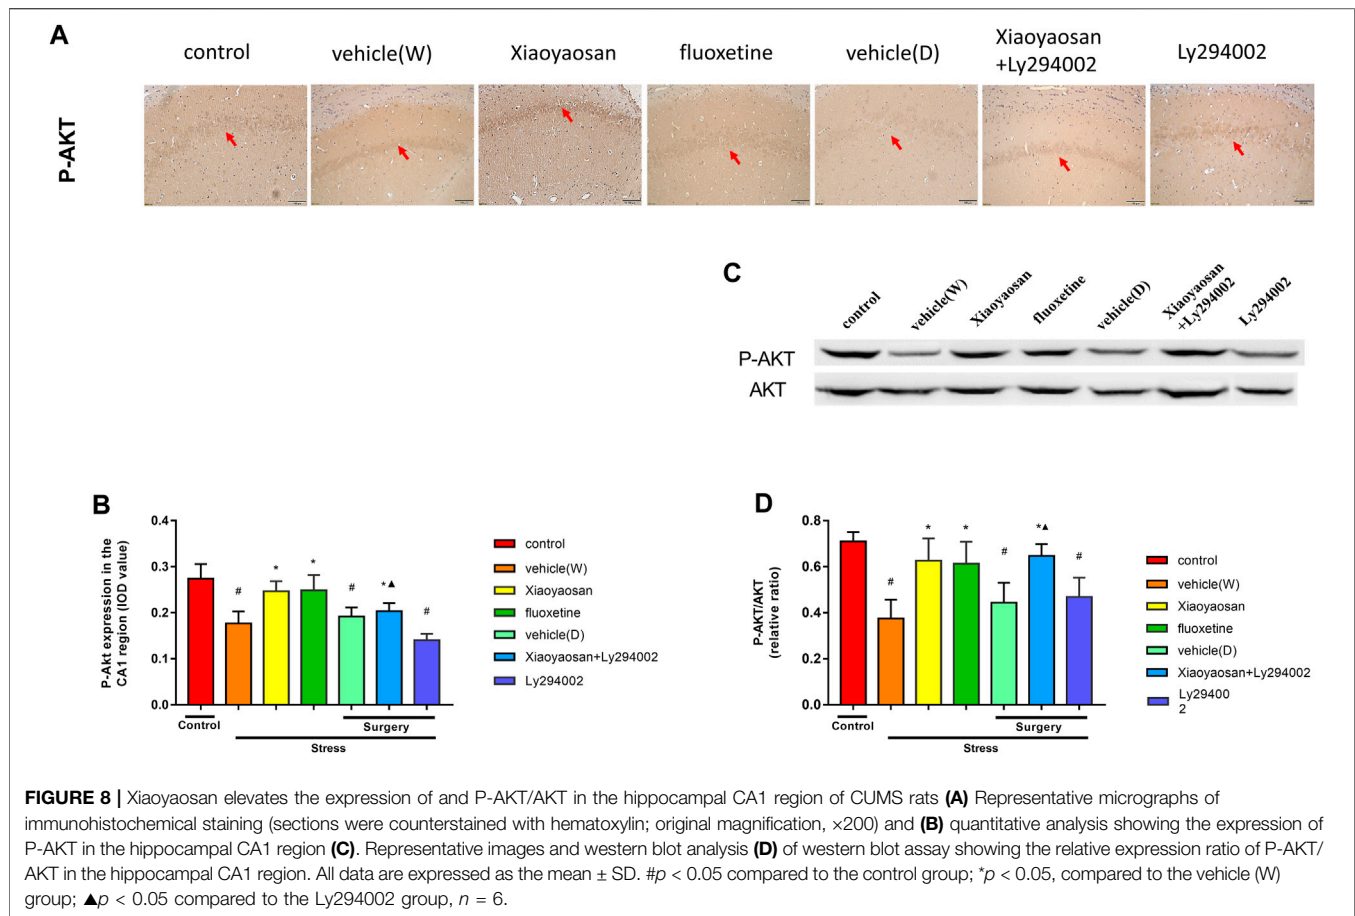 A
control
vehicle(W)
Xiaoyaosan
fluoxetine
vehicle(D)
Xiaoyaosan
+Ly294002
Ly294002
P-AKT
C
control
vehicle(W)
Xiaoyaosan
fluoxetine
vehicle(D)
Xiaoyaosan
+Ly294002
Ly294002
P-AKT
AKT
B
P-Akt expression in the
CA1 region (IOD value)
0.4
0.3
0.2
0.1
0.0
#
*
*
#
*▲
#
Control
Surgery
Stress
control
vehicle(W)
Xiaoyaosan
fluoxetine
vehicle(D)
Xiaoyaosan+Ly294002
Ly294002
D
P-AKT/AKT
(relative ratio)
0.8
0.6
0.4
0.2
0.0
#
*
*
#
*▲
#
Control
Surgery
Stress
control
vehicle(W)
Xiaoyaosan
fluoxetine
vehicle(D)
Xiaoyaosan+Ly294002
Ly29400
2
FIGURE 8 | Xiaoyaosan elevates the expression of and P-AKT/AKT in the hippocampal CA1 region of CUMS rats (A) Representative micrographs of
immunohistochemical staining (sections were counterstained with hematoxylin; original magnification, ×200) and (B) quantitative analysis showing the expression of
P-AKT in the hippocampal CA1 region (C). Representative images and western blot analysis (D) of western blot assay showing the relative expression ratio of P-AKT/
AKT in the hippocampal CA1 region. All data are expressed as the mean ± SD. #p < 0.05 compared to the control group; *p < 0.05, compared to the vehicle (W)
group; ▲p < 0.05 compared to the Ly294002 group, n = 6.